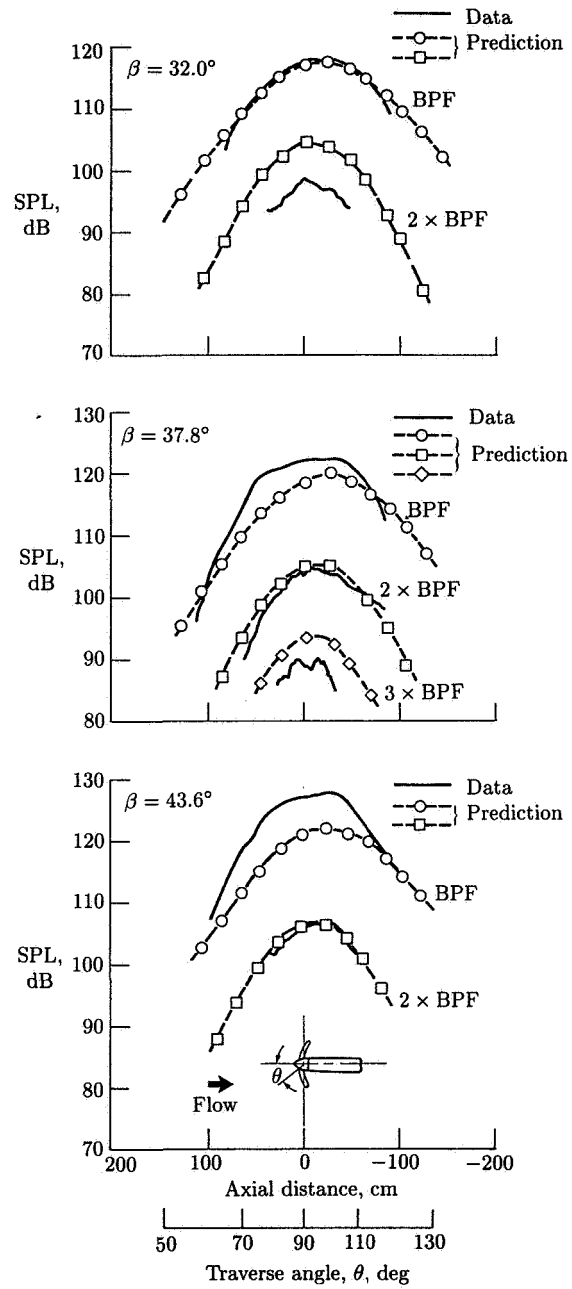 Data
Prediction
120
β = 32.0°
110
BPF
100
SPL,
dB
90
2 × BPF
80
70
130
Data
β = 37.8°
Prediction
120
110
BPF
SPL,
dB
100
2 × BPF
90
3 × BPF
80
130
Data
β = 43.6°
Prediction
120
110
BPF
SPL,
dB
100
2 × BPF
90
θ
80
Flow
70
200 100 0 −100 −200
Axial distance, cm
50 70 90 110 130
Traverse angle, θ, deg